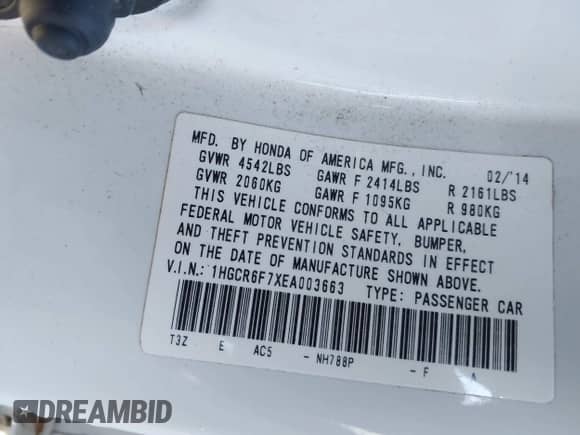 MFD. BY HONDA OF AMERICA MFG., INC. 02/'14
GVWR 4542LBS GAWR F 2414LBS R 2161LBS
GVWR 2060KG GAWR F 1095KG R 980KG
THIS VEHICLE CONFORMS TO ALL APPLICABLE
FEDERAL MOTOR VEHICLE SAFETY, BUMPER,
AND THEFT PREVENTION STANDARDS IN EFFECT
ON THE DATE OF MANUFACTURE SHOWN ABOVE.
V.I.N.: 1HGCR6F7XEA003663 TYPE: PASSENGER CAR
T3Z E AC5 - NH788P - F A
DREAMBID